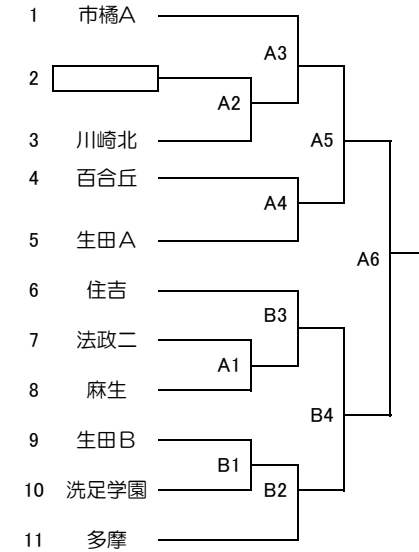 1 市橘A
A3
2
A2
3 川崎北
A5
4 百合丘
A4
5 生田A
A6
6 住吉
B3
7 法政二
A1
8 麻生
B4
9 生田B
B1
10 洗足学園
B2
11 多摩